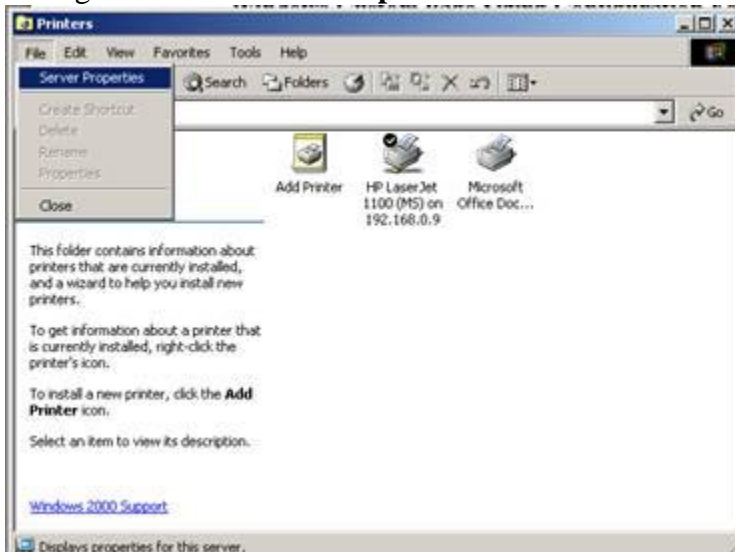 Printers
File Edit View Favorites Tools Help
Server Properties
Search Folders
Create Shortcut
Go
Delete
Rename
Properties
Close
Add Printer
HP LaserJet
1100 (MS) on
192.168.0.9
Microsoft
Office Doc...
This folder contains information about
printers that are currently installed,
and a wizard to help you install new
printers.
To get information about a printer that
is currently installed, right-click the
printer's icon.
To install a new printer, click the Add
Printer icon.
Select an item to view its description.
Windows 2000 Support
Displays properties for this server.